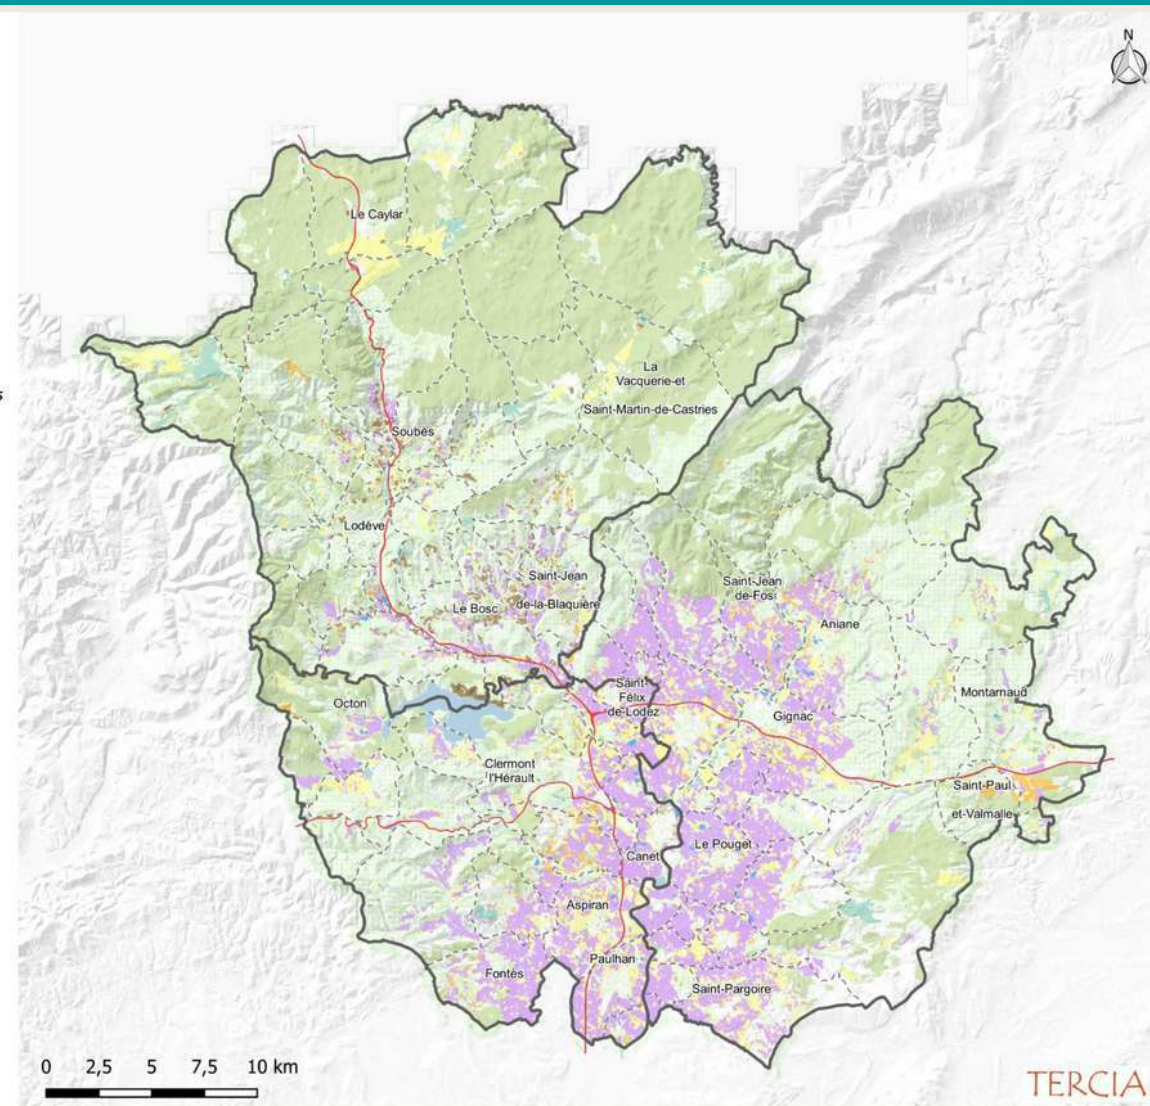 N
Le Caylar
La
Vacquerie-et
Saint-Martin-de-Castries
s
Soubès
Lodève
Saint-Jean
de-la-Blaquière
Le Bosc
Saint-Jean
de-Fos
Aniane
Saint-
Félix
de-Lodez
Montarnaud
Octon
Gignac
Clermont
l'Hérault
Saint-Paul
et-Valmalle
Le Pouget
Canet
Aspiran
Paulhan
Fontès
Saint-Pargoire
0 2,5 5 7,5 10 km
TERCIA